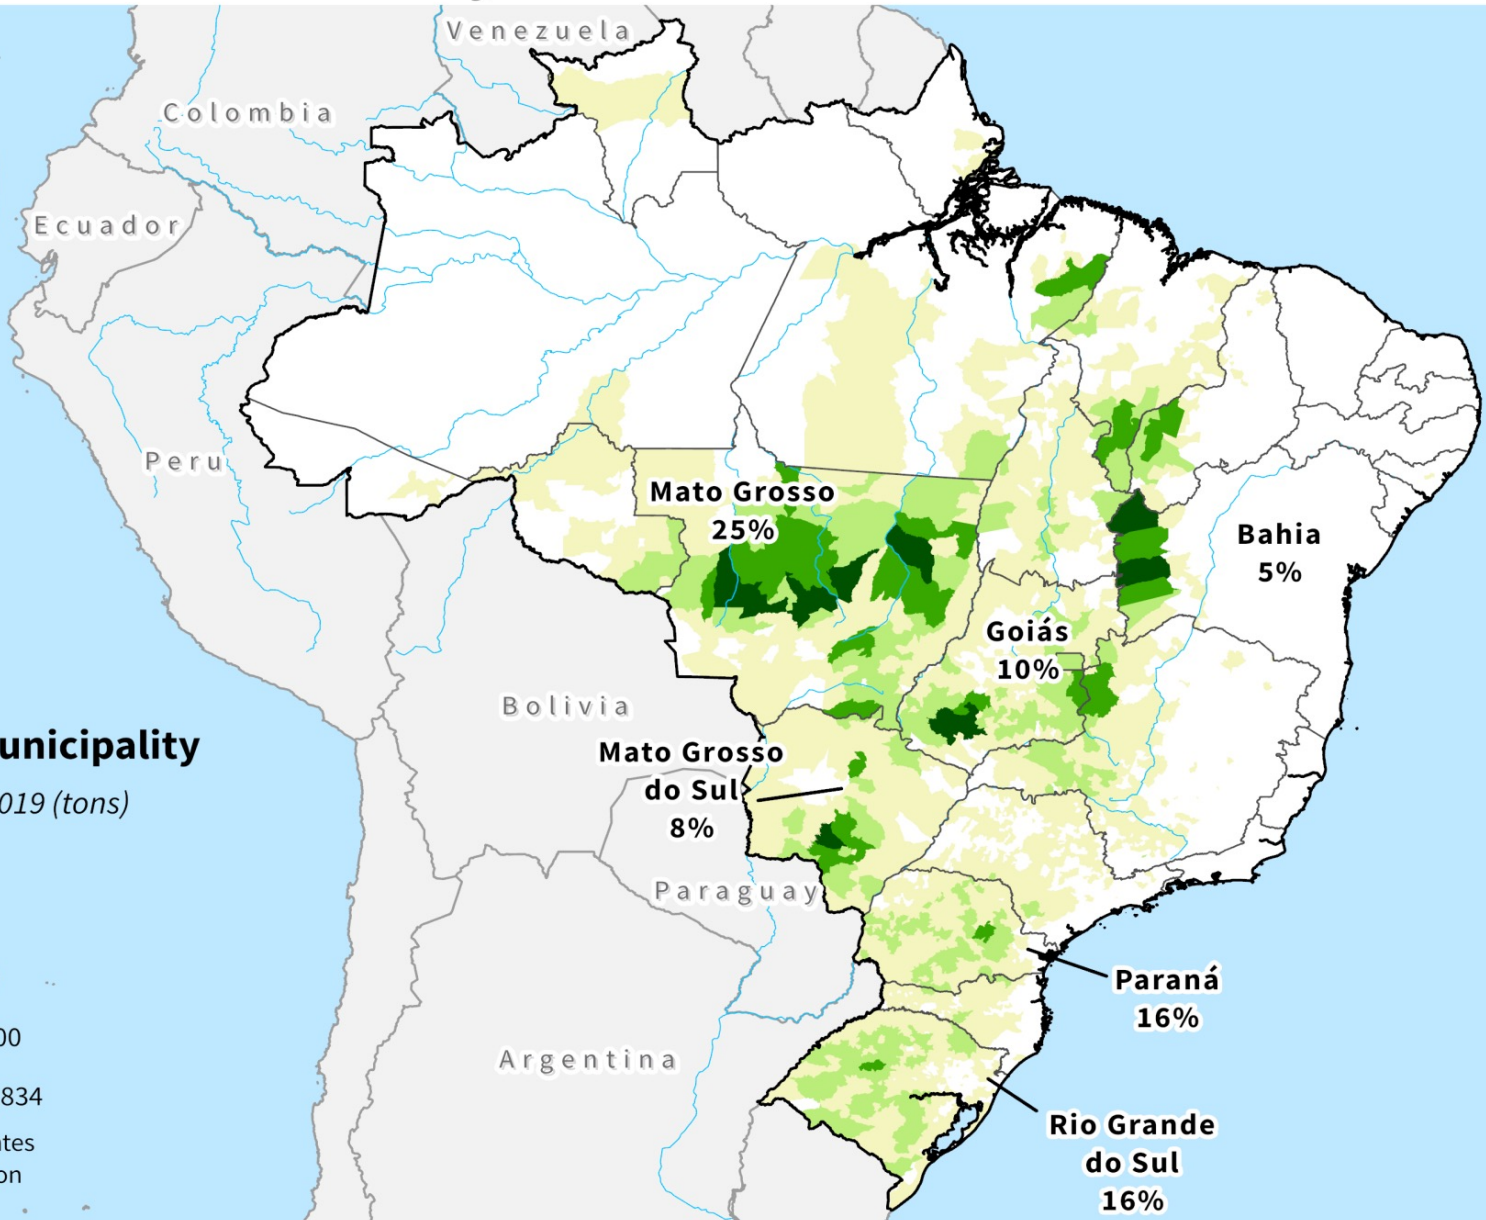 Venezuela
Colombia
Ecuador
Peru
Mato Grosso
25%
Bahia
5%
Goiás
10%
Bolivia
unicipality
019 (tons)
Mato Grosso
do Sul
8%
Paraguay
Paraná
16%
Argentina
00
834
tes
on
Rio Grande
do Sul
16%